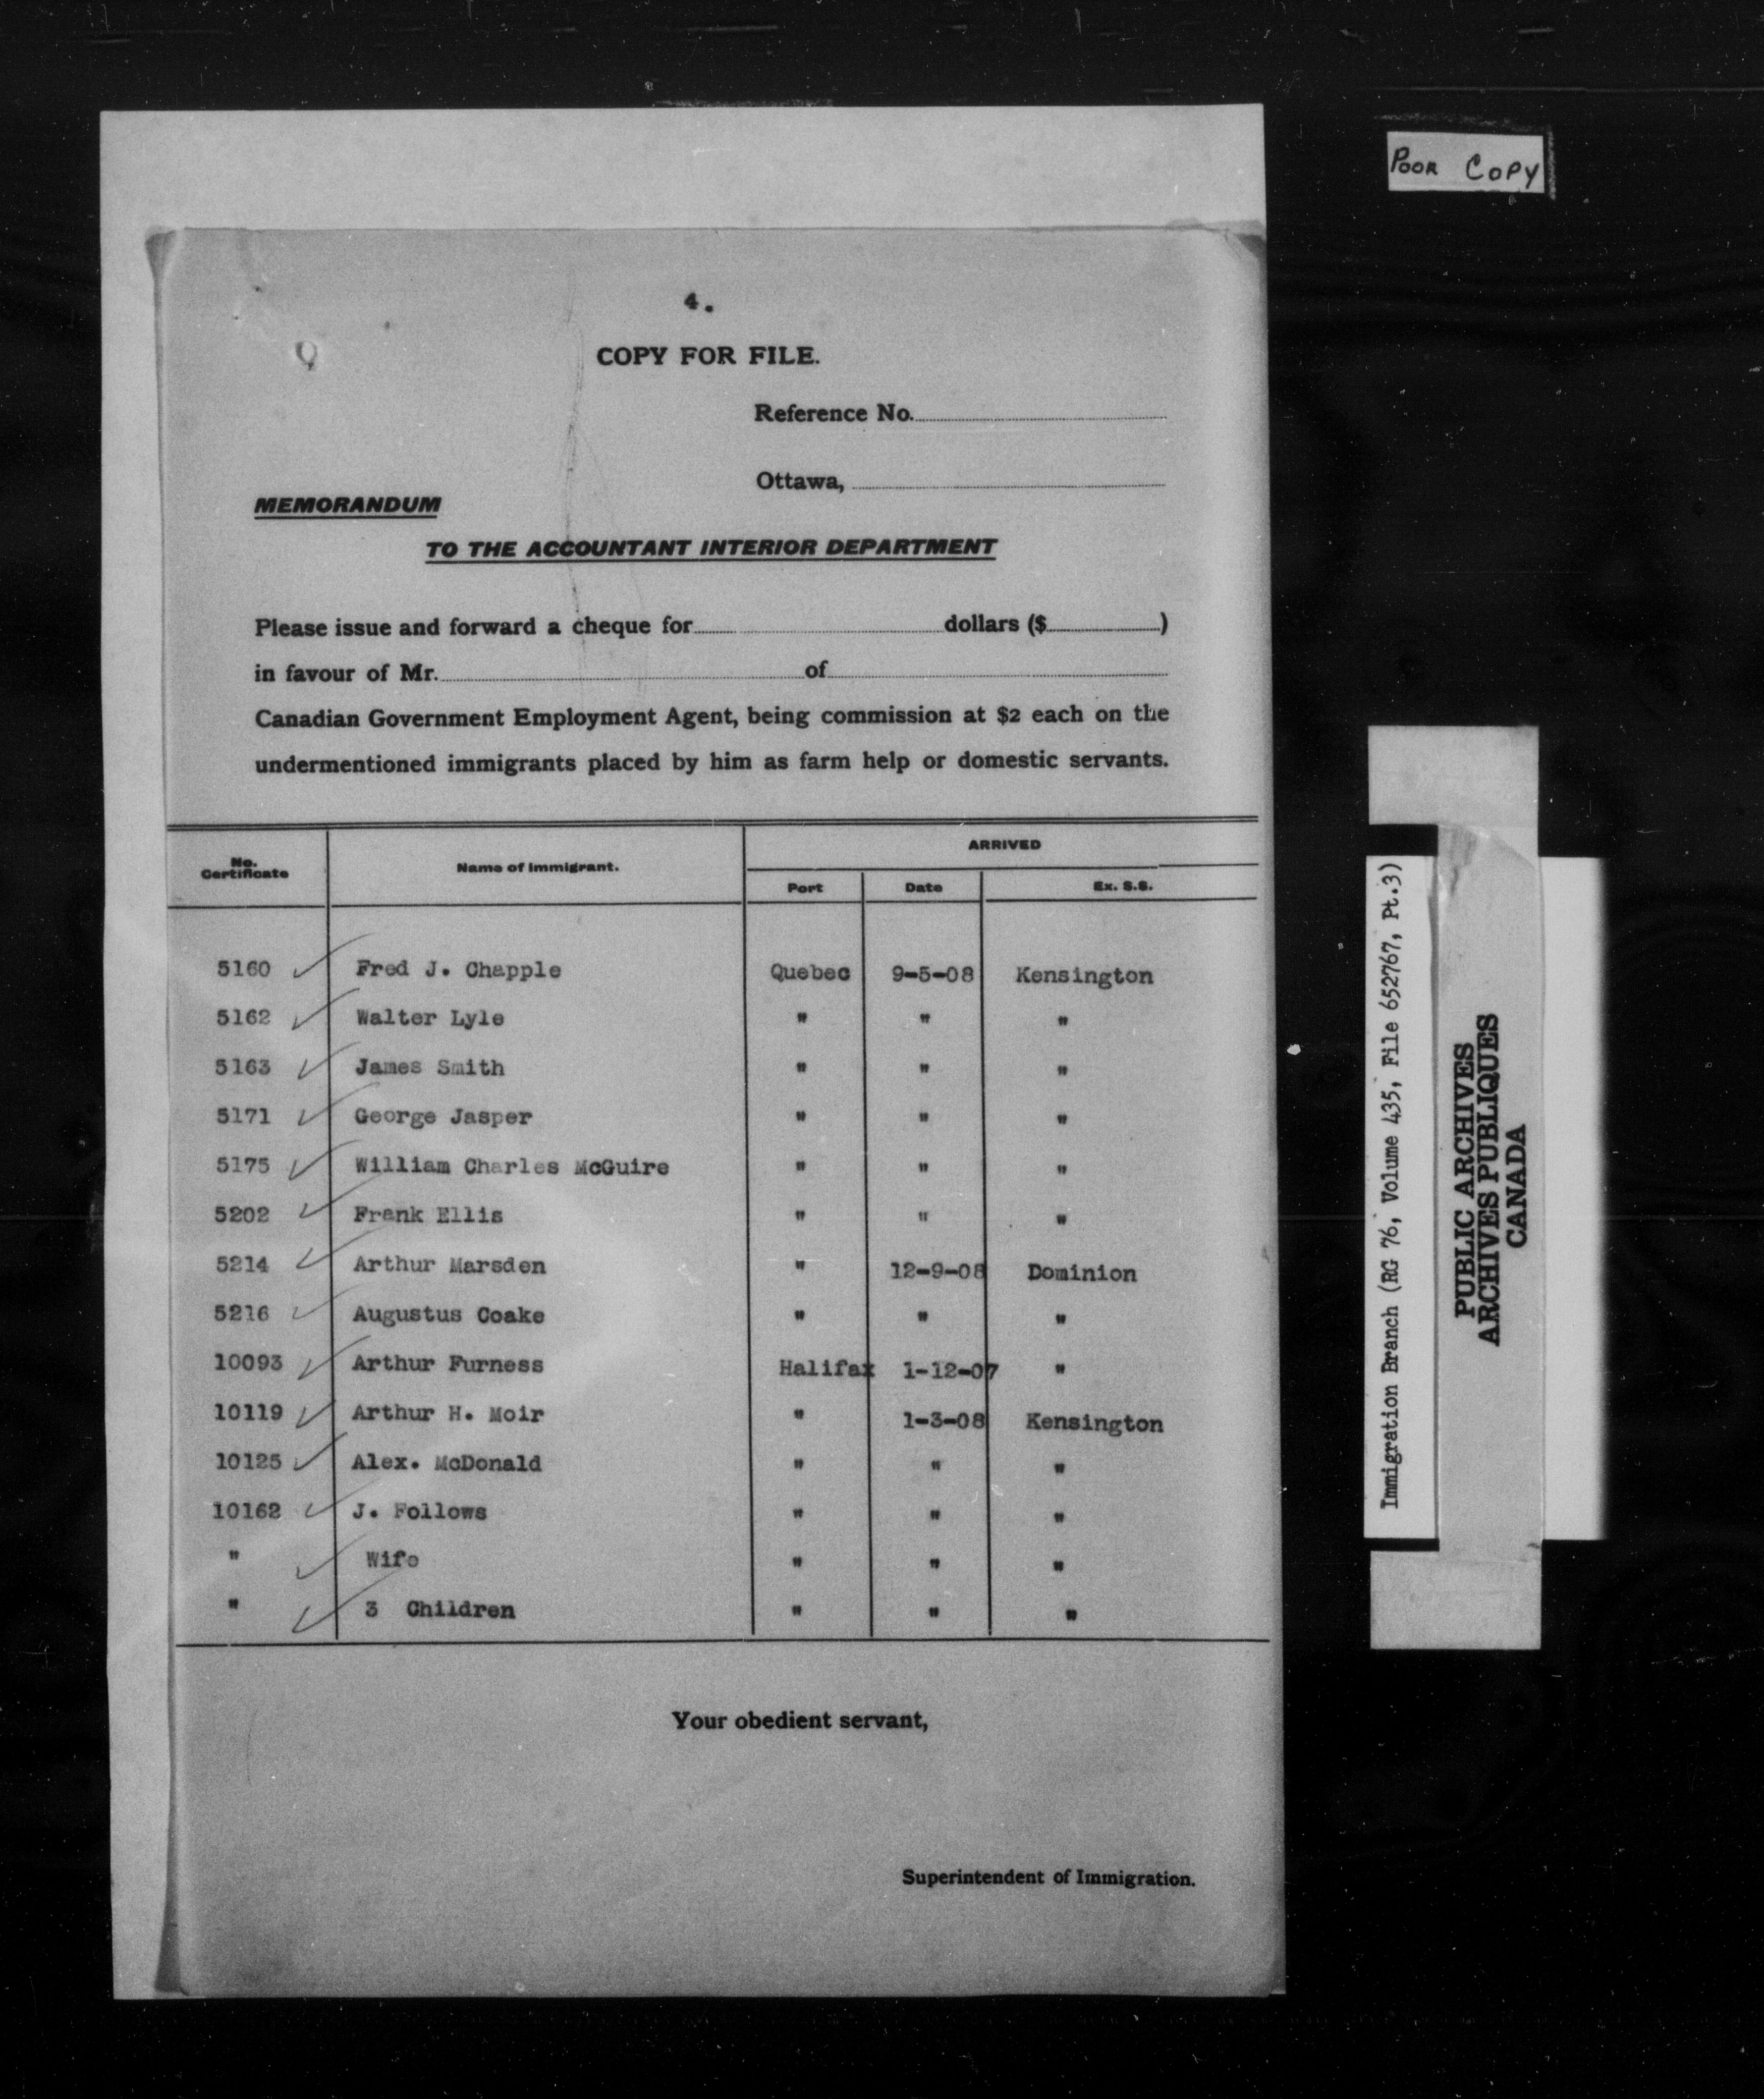 POOR COPY
4.
COPY FOR FILE.
Reference No.
Ottawa,
MEMORANDUM
TO THE ACCOUNTANT INTERIOR DEPARTMENT
Please issue and forward a cheque for dollars ($ )
in favour of Mr. of
Canadian Government Employment Agent, being commission at $2 each on the
undermentioned immigrants placed by him as farm help or domestic servants.
No. Certificate Name of Immigrant. ARRIVED
Port Date Ex. S.S.
5160 Fred J. Chapple Quebec 9-5-08 Kensington
5162 Walter Lyle " " "
5163 James Smith " " "
5171 George Jasper " " "
5175 William Charles McGuire " " "
5202 Frank Ellis " " "
5214 Arthur Marsden " 12-9-08 Dominion
5216 Augustus Coake " " "
10093 Arthur Furness Halifax 1-12-07 "
10119 Arthur H. Moir " 1-3-08 Kensington
10125 Alex. McDonald " " "
10162 J. Follows " " "
" Wife " " "
" 3 Children " " "
Your obedient servant,
Superintendent of Immigration.
Immigration Branch (RG 76, Volume 435, File 652767, Pt.3)
PUBLIC ARCHIVES
ARCHIVES PUBLIQUES
CANADA